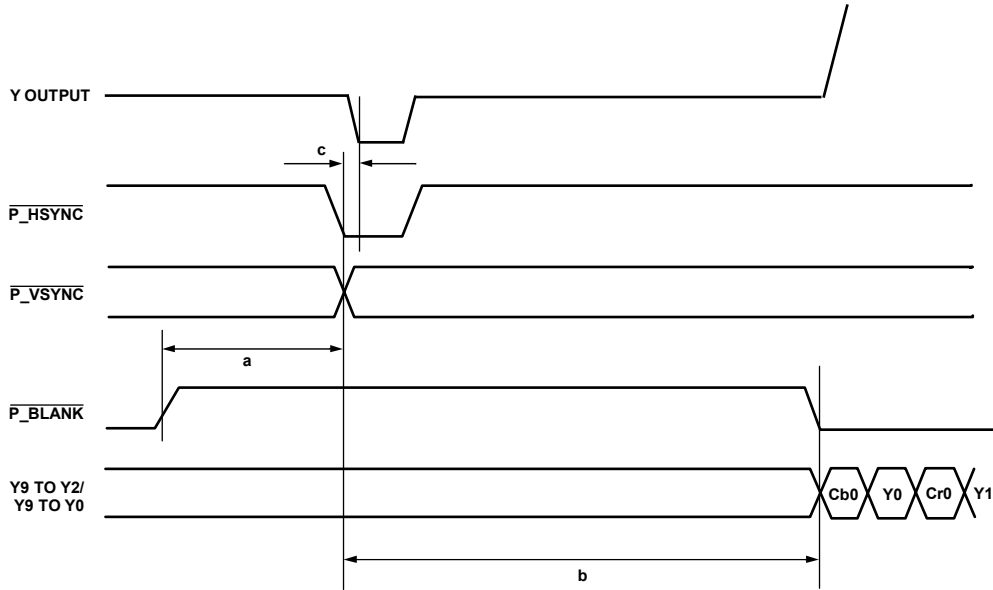 Y OUTPUT
c
P_HSYNC
P_VSYNC
a
P_BLANK
Y9 TO Y2/
Y9 TO Y0
Cb0 Y0 Cr0 Y1
b